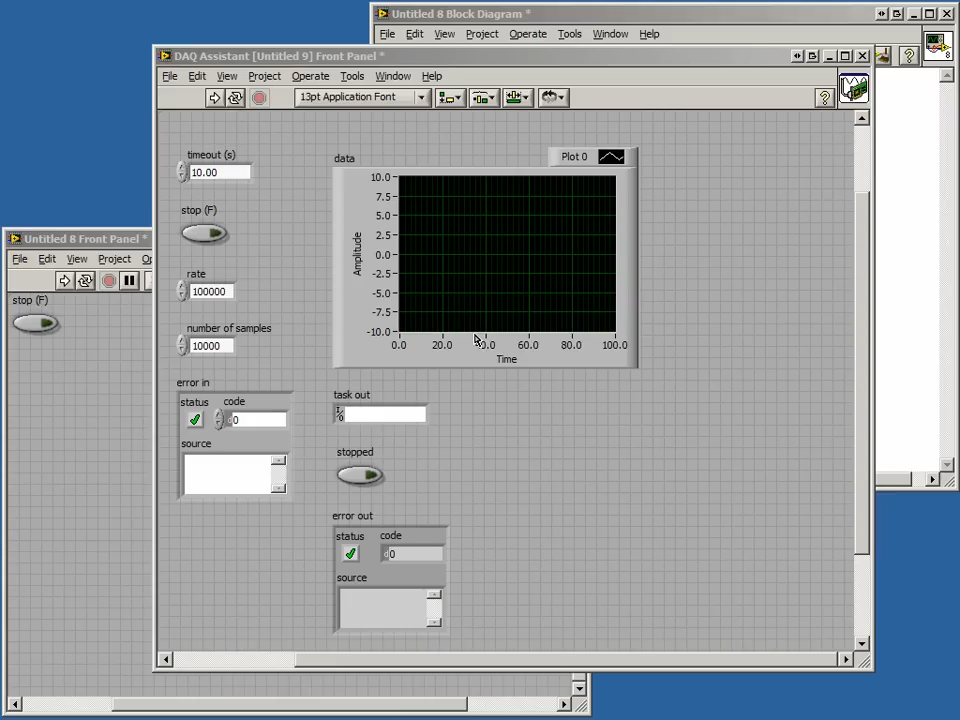 Untitled 8 Block Diagram *
File Edit View Project Operate Tools Window Help
8
DAQ Assistant [Untitled 9] Front Panel *
File Edit View Project Operate Tools Window Help
13pt Application Font
?
?
timeout (s)
10.00
stop (F)
rate
100000
number of samples
10000
error in
status code
d0
source
data
Plot 0
10.0
7.5
5.0
2.5
0.0
-2.5
-5.0
-7.5
-10.0
Amplitude
0.0 20.0 40.0 60.0 80.0 100.0
Time
task out
I/O
stopped
error out
status code
d0
source
Untitled 8 Front Panel *
File Edit View Project
stop (F)